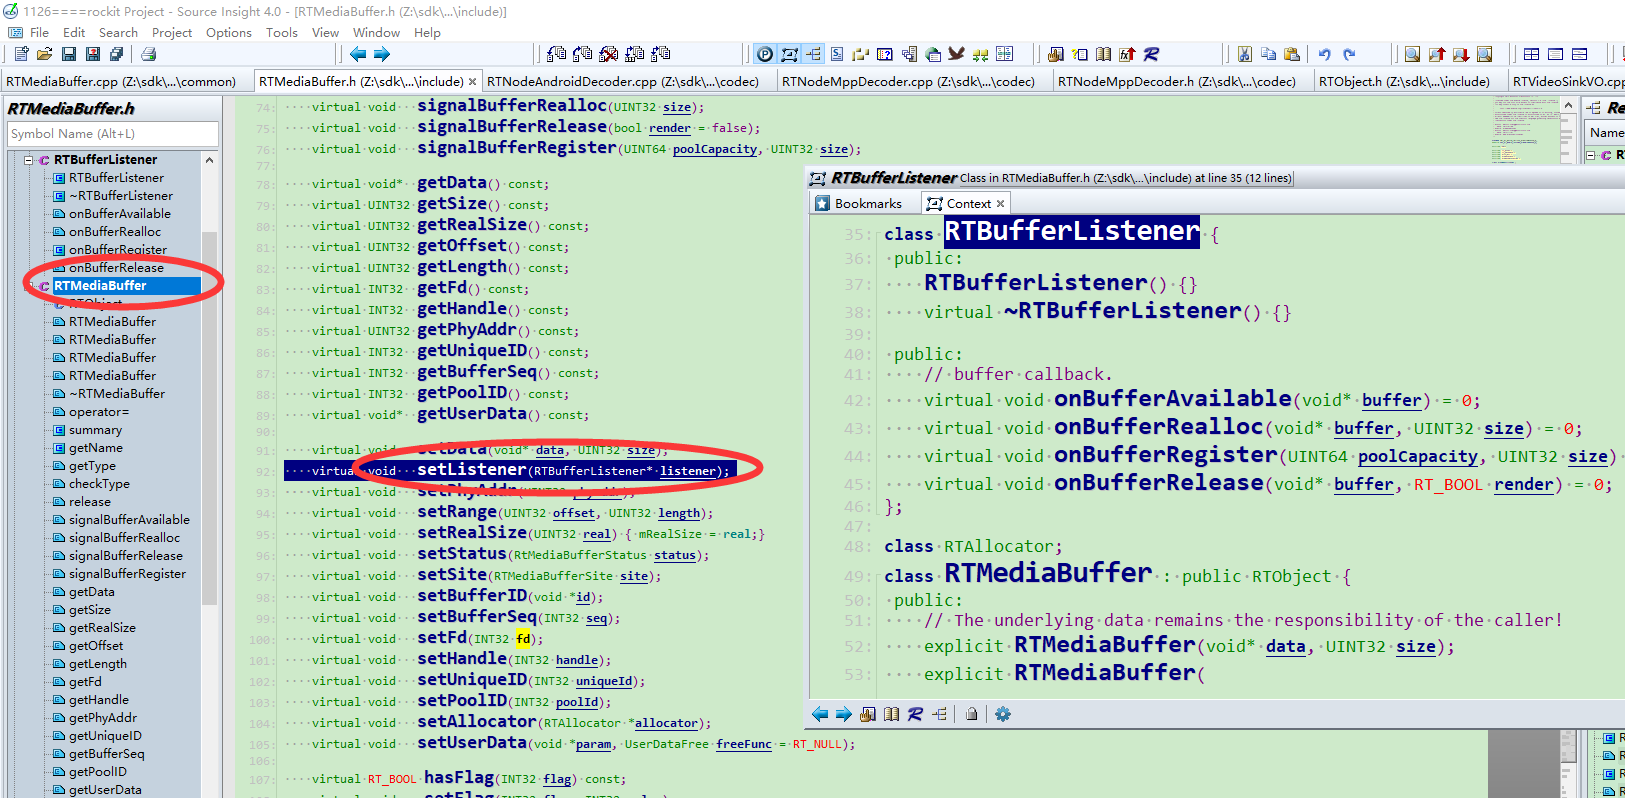 1126====rockit Project - Source Insight 4.0 - [RTMediaBuffer.h (Z:\sdk\...\include)]
File Edit Search Project Options Tools View Window Help
RTMediaBuffer.cpp (Z:\sdk\...\common) RTMediaBuffer.h (Z:\sdk\...\include) RTNodeAndroidDecoder.cpp (Z:\sdk\...\codec) RTNodeMppDecoder.cpp (Z:\sdk\...\codec) RTNodeMppDecoder.h (Z:\sdk\...\codec) RTObject.h (Z:\sdk\...\include) RTVideoSinkVO.cpp
RTMediaBuffer.h
Symbol Name (Alt+L)
RTBufferListener
RTBufferListener
~RTBufferListener
onBufferAvailable
onBufferRealloc
onBufferRegister
onBufferRelease
RTMediaBuffer
RTObject
RTMediaBuffer
RTMediaBuffer
RTMediaBuffer
RTMediaBuffer
~RTMediaBuffer
operator=
summary
getName
getType
checkType
release
signalBufferAvailable
signalBufferRealloc
signalBufferRelease
signalBufferRegister
getData
getSize
getRealSize
getOffset
getLength
getFd
getHandle
getPhyAddr
getUniqueID
getBufferSeq
getPoolID
getUserData
74: virtual void signalBufferRealloc(UINT32 size);
75: virtual void signalBufferRelease(bool render = false);
76: virtual void signalBufferRegister(UINT64 poolCapacity, UINT32 size);
77:
78: virtual void* getData() const;
79: virtual UINT32 getSize() const;
80: virtual UINT32 getRealSize() const;
81: virtual UINT32 getOffset() const;
82: virtual UINT32 getLength() const;
83: virtual INT32 getFd() const;
84: virtual INT32 getHandle() const;
85: virtual UINT32 getPhyAddr() const;
86: virtual INT32 getUniqueID() const;
87: virtual INT32 getBufferSeq() const;
88: virtual INT32 getPoolID() const;
89: virtual void* getUserData() const;
90:
91: virtual void setData(void* data, UINT32 size);
92: virtual void setListener(RTBufferListener* listener);
93: virtual void setPhyAddr(UINT32
94: virtual void setRange(UINT32 offset, UINT32 length);
95: virtual void setRealSize(UINT32 real) { mRealSize = real;}
96: virtual void setStatus(RtMediaBufferStatus status);
97: virtual void setSite(RTMediaBufferSite site);
98: virtual void setBufferID(void *id);
99: virtual void setBufferSeq(INT32 seq);
100: virtual void setFd(INT32 fd);
101: virtual void setHandle(INT32 handle);
102: virtual void setUniqueID(INT32 uniqueId);
103: virtual void setPoolID(INT32 poolId);
104: virtual void setAllocator(RTAllocator *allocator);
105: virtual void setUserData(void *param, UserDataFree freeFunc = RT_NULL);
106:
107: virtual RT_BOOL hasFlag(INT32 flag) const;
Re
Name
RTBufferListener Class in RTMediaBuffer.h (Z:\sdk\...\include) at line 35 (12 lines)
Bookmarks Context
35: class RTBufferListener {
36: public:
37: RTBufferListener() {}
38: virtual ~RTBufferListener() {}
39:
40: public:
41: // buffer callback.
42: virtual void onBufferAvailable(void* buffer) = 0;
43: virtual void onBufferRealloc(void* buffer, UINT32 size) = 0;
44: virtual void onBufferRegister(UINT64 poolCapacity, UINT32 size)
45: virtual void onBufferRelease(void* buffer, RT_BOOL render) = 0;
46: };
47:
48: class RTAllocator;
49: class RTMediaBuffer : public RTObject {
50: public:
51: // The underlying data remains the responsibility of the caller!
52: explicit RTMediaBuffer(void* data, UINT32 size);
53: explicit RTMediaBuffer(